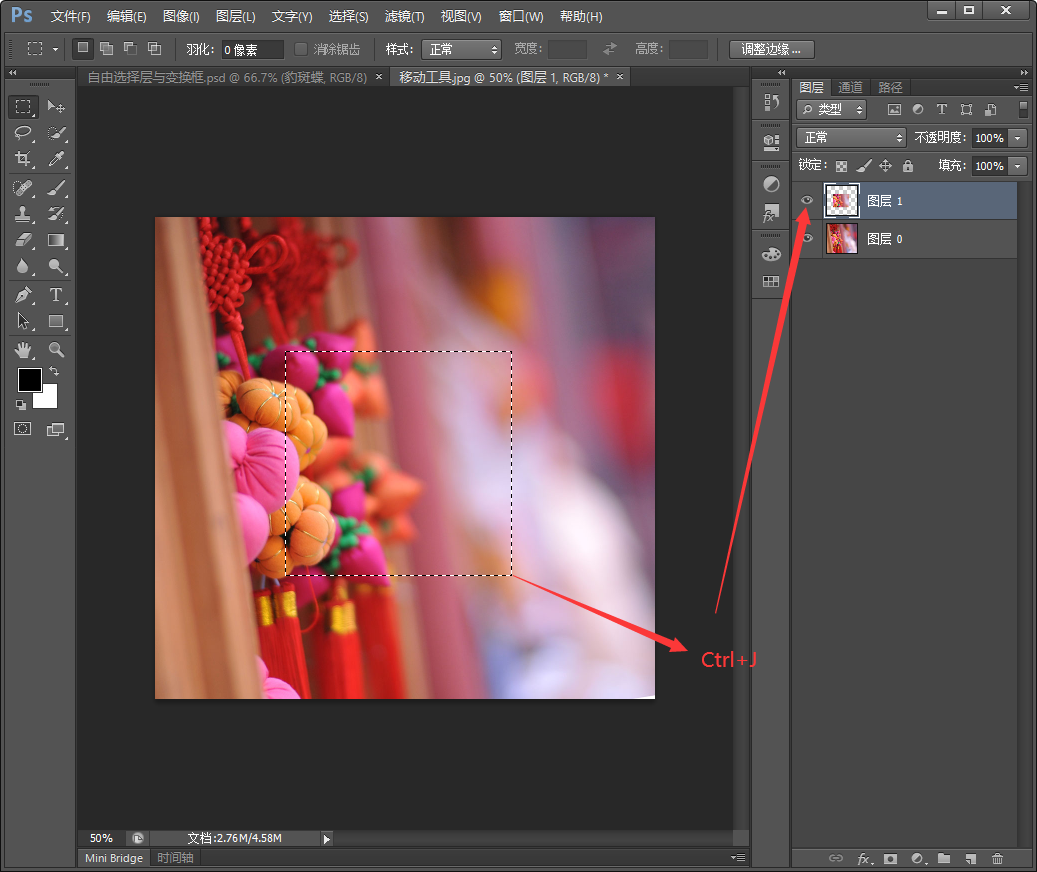 Ps 文件(F) 编辑(E) 图像(I) 图层(L) 文字(Y) 选择(S) 滤镜(T) 视图(V) 窗口(W) 帮助(H)
羽化: 0 像素 消除锯齿 样式: 正常 宽度: 高度: 调整边缘...
自由选择层与变换框.psd @ 66.7% (豹斑蝶, RGB/8) × 移动工具.jpg @ 50% (图层 1, RGB/8) * ×
图层 通道 路径
类型
正常 不透明度: 100%
锁定: 填充: 100%
图层 1
图层 0
Ctrl+J
50% 文档:2.76M/4.58M
Mini Bridge 时间轴
fx